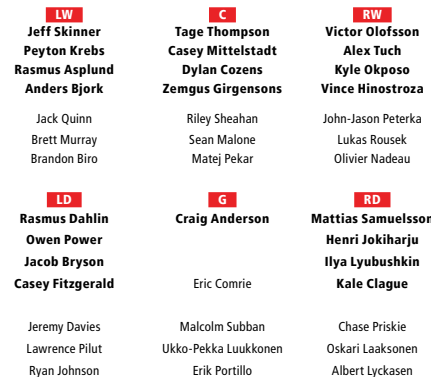 LW C RW
Jeff Skinner Tage Thompson Victor Olofsson
Peyton Krebs Casey Mittelstadt Alex Tuch
Rasmus Asplund Dylan Cozens Kyle Okposo
Anders Bjork Zemgus Girgensons Vince Hinostroza
Jack Quinn Riley Sheahan John-Jason Peterka
Brett Murray Sean Malone Lukas Rousek
Brandon Biro Matej Pekar Olivier Nadeau
LD G RD
Rasmus Dahlin Craig Anderson Mattias Samuelsson
Owen Power Henri Jokiharju
Jacob Bryson Ilya Lyubushkin
Casey Fitzgerald Eric Comrie Kale Clague
Jeremy Davies Malcolm Subban Chase Priskie
Lawrence Pilut Ukko-Pekka Luukkonen Oskari Laaksonen
Ryan Johnson Erik Portillo Albert Lyckasen